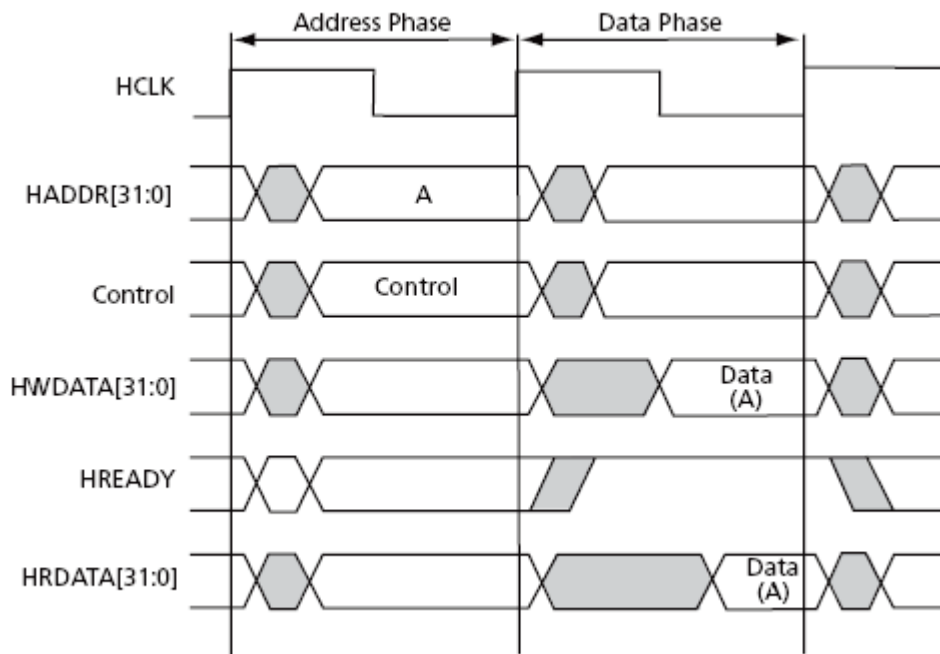 Address Phase Data Phase
HCLK
HADDR[31:0] A
Control Control
HWDATA[31:0] Data
(A)
HREADY
HRDATA[31:0] Data
(A)